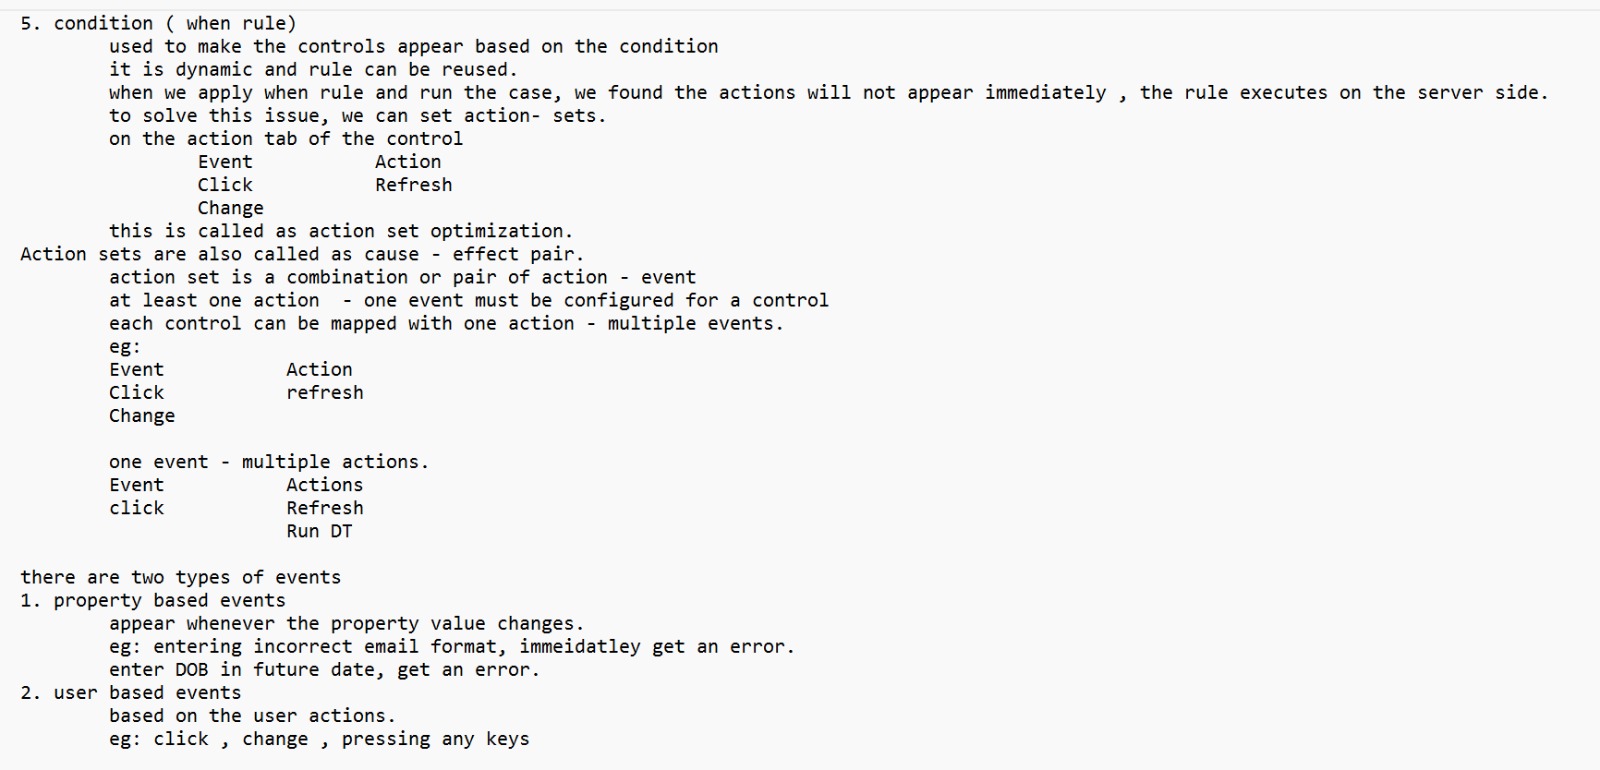 5. condition ( when rule)
used to make the controls appear based on the condition
it is dynamic and rule can be reused.
when we apply when rule and run the case, we found the actions will not appear immediately , the rule executes on the server side.
to solve this issue, we can set action- sets.
on the action tab of the control
Event Action
Click Refresh
Change
this is called as action set optimization.
Action sets are also called as cause - effect pair.
action set is a combination or pair of action - event
at least one action  - one event must be configured for a control
each control can be mapped with one action - multiple events.
eg:
Event Action
Click refresh
Change
one event - multiple actions.
Event Actions
click Refresh
Run DT
there are two types of events
1. property based events
appear whenever the property value changes.
eg: entering incorrect email format, immeidatley get an error.
enter DOB in future date, get an error.
2. user based events
based on the user actions.
eg: click , change , pressing any keys